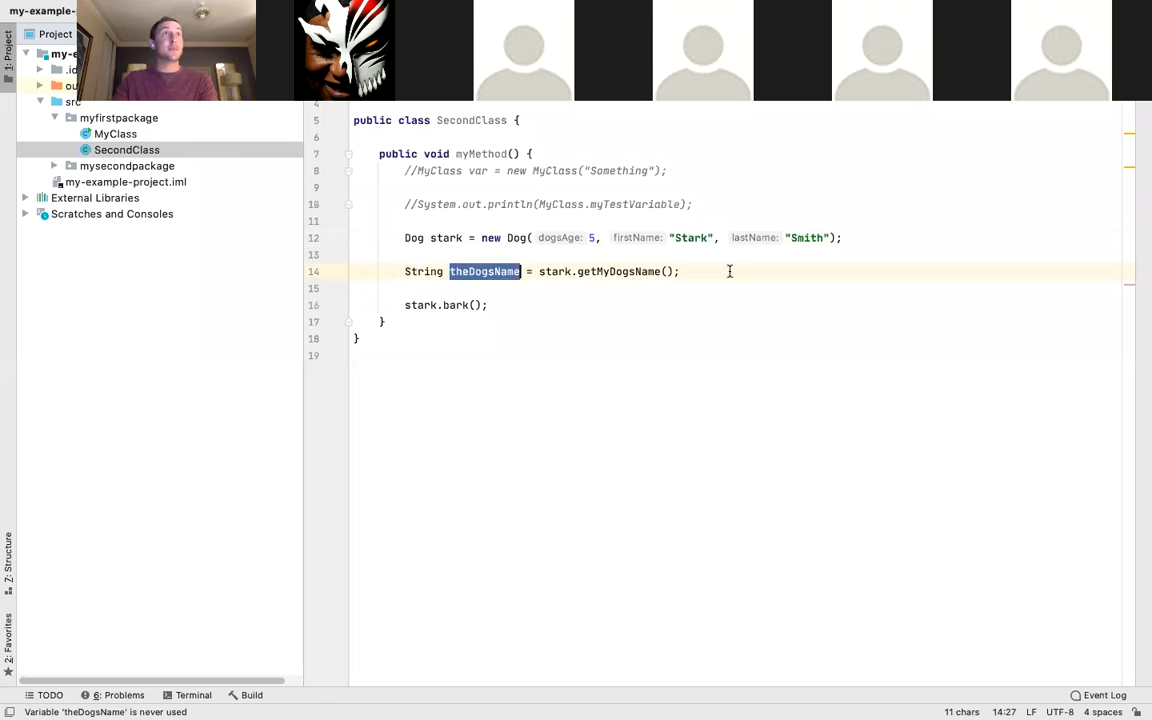 my-example-
Project
1: Project
my-e
.id
ou
src
myfirstpackage
MyClass
SecondClass
mysecondpackage
my-example-project.iml
External Libraries
Scratches and Consoles
4
5 public class SecondClass {
6
7 public void myMethod() {
8 //MyClass var = new MyClass("Something");
9
10 //System.out.println(MyClass.myTestVariable);
11
12 Dog stark = new Dog( dogsAge: 5, firstName: "Stark", lastName: "Smith");
13
14 String theDogsName = stark.getMyDogsName();
15
16 stark.bark();
17 }
18 }
19
7: Structure
2: Favorites
TODO 6: Problems Terminal Build Event Log
Variable 'theDogsName' is never used 11 chars 14:27 LF UTF-8 4 spaces